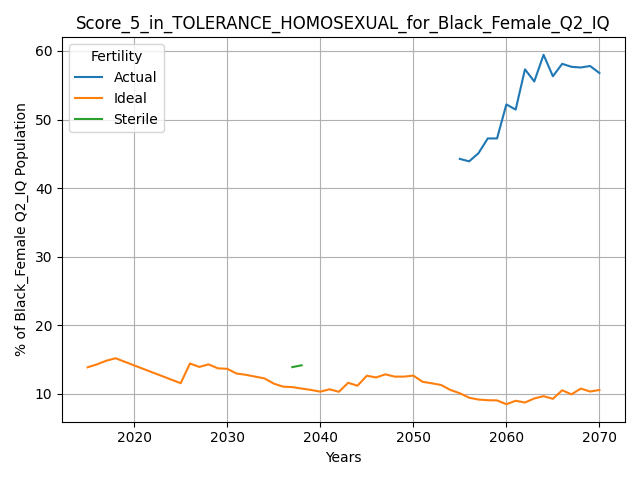 Score_5_in_TOLERANCE_HOMOSEXUAL_for_Black_Female_Q2_IQ
Fertility
Actual
Ideal
Sterile
% of Black_Female Q2_IQ Population
60
50
40
30
20
10
2020 2030 2040 2050 2060 2070
Years